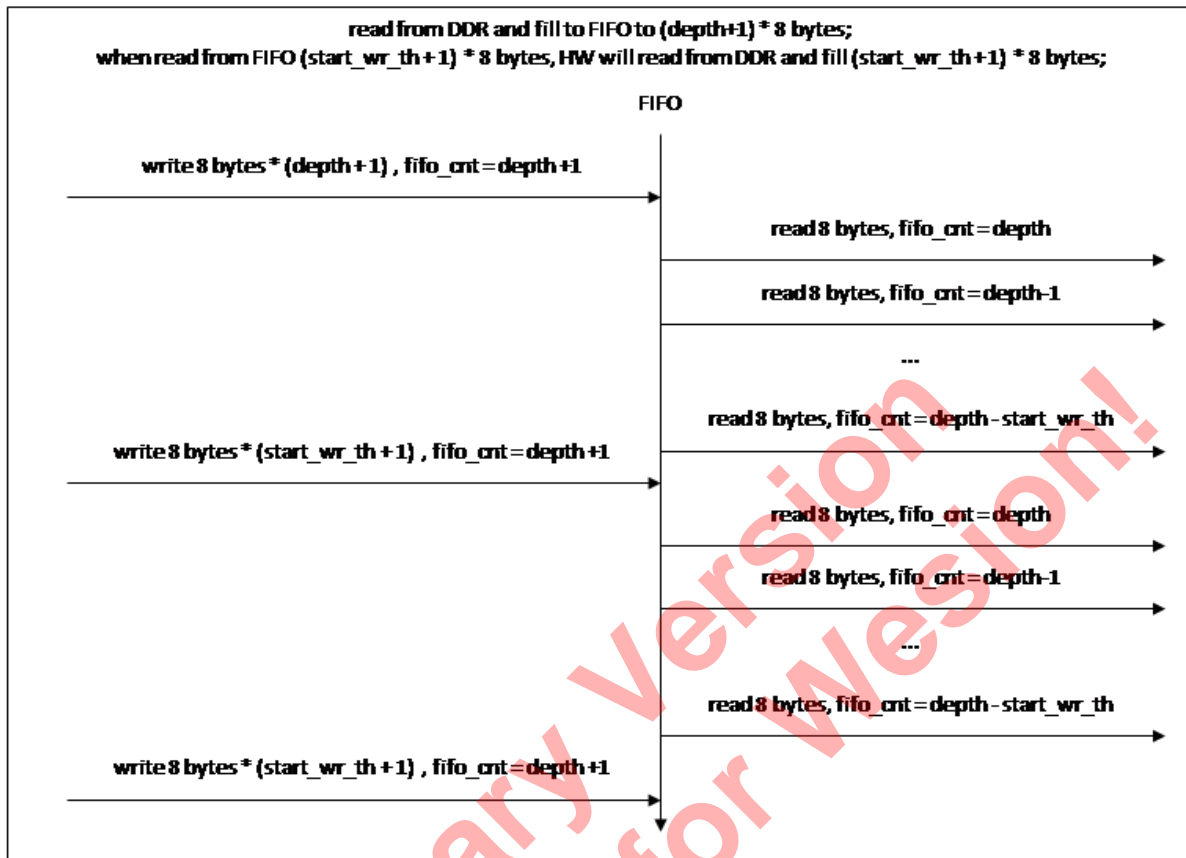 read from DDR and fill to FIFO to (depth+1) * 8 bytes;
when read from FIFO (start_wr_th +1) * 8 bytes, HW will read from DDR and fill (start_wr_th +1) * 8 bytes;
FIFO
write 8 bytes * (depth +1) , fifo_cnt = depth +1
read 8 bytes, fifo_cnt = depth
read 8 bytes, fifo_cnt = depth-1
...
read 8 bytes, fifo_cnt = depth - start_wr_th
write 8 bytes * (start_wr_th +1) , fifo_cnt = depth +1
read 8 bytes, fifo_cnt = depth
read 8 bytes, fifo_cnt = depth-1
...
read 8 bytes, fifo_cnt = depth - start_wr_th
write 8 bytes * (start_wr_th +1) , fifo_cnt = depth +1
ary Version
for Wesion!